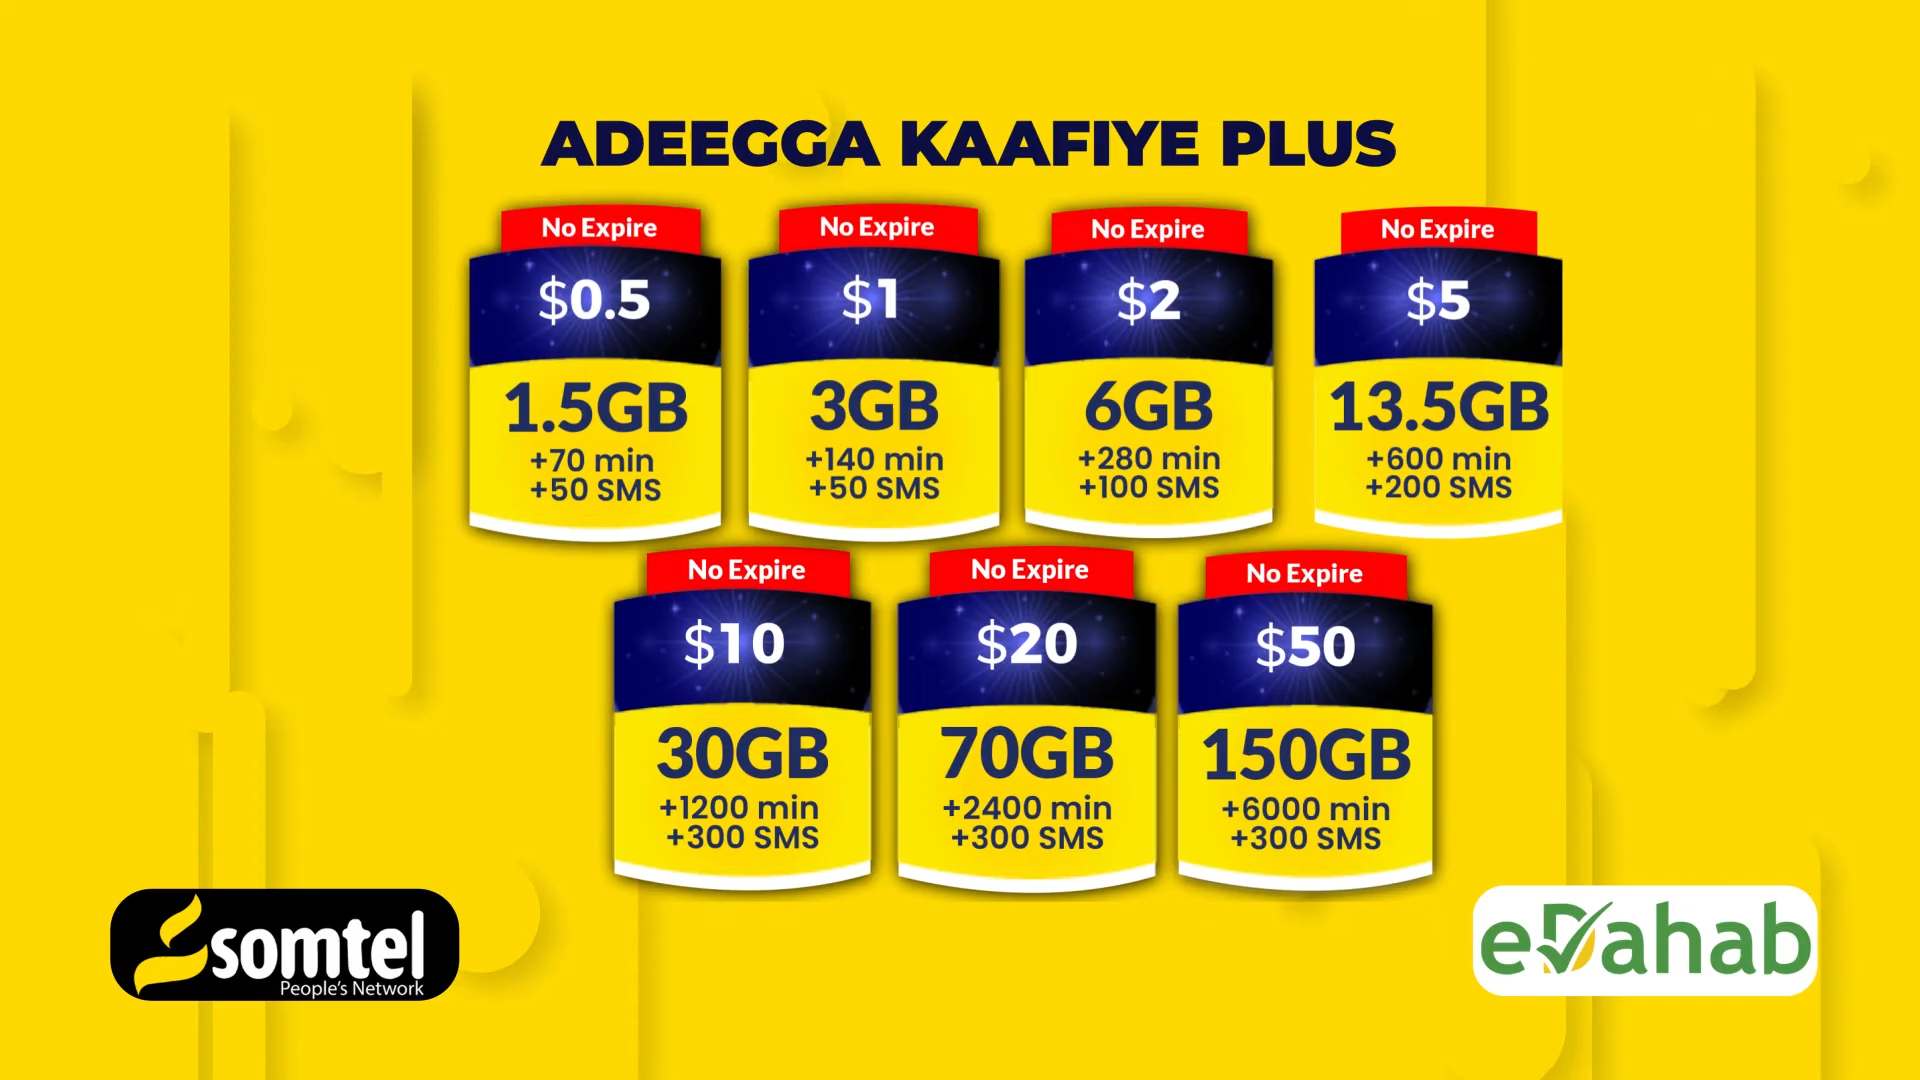 ADEEGGA KAAFIYE PLUS
No Expire
$0.5
1.5GB
+70 min
+50 SMS
No Expire
$1
3GB
+140 min
+50 SMS
No Expire
$2
6GB
+280 min
+100 SMS
No Expire
$5
13.5GB
+600 min
+200 SMS
No Expire
$10
30GB
+1200 min
+300 SMS
No Expire
$20
70GB
+2400 min
+300 SMS
No Expire
$50
150GB
+6000 min
+300 SMS
somtel
People's Network
eDahab